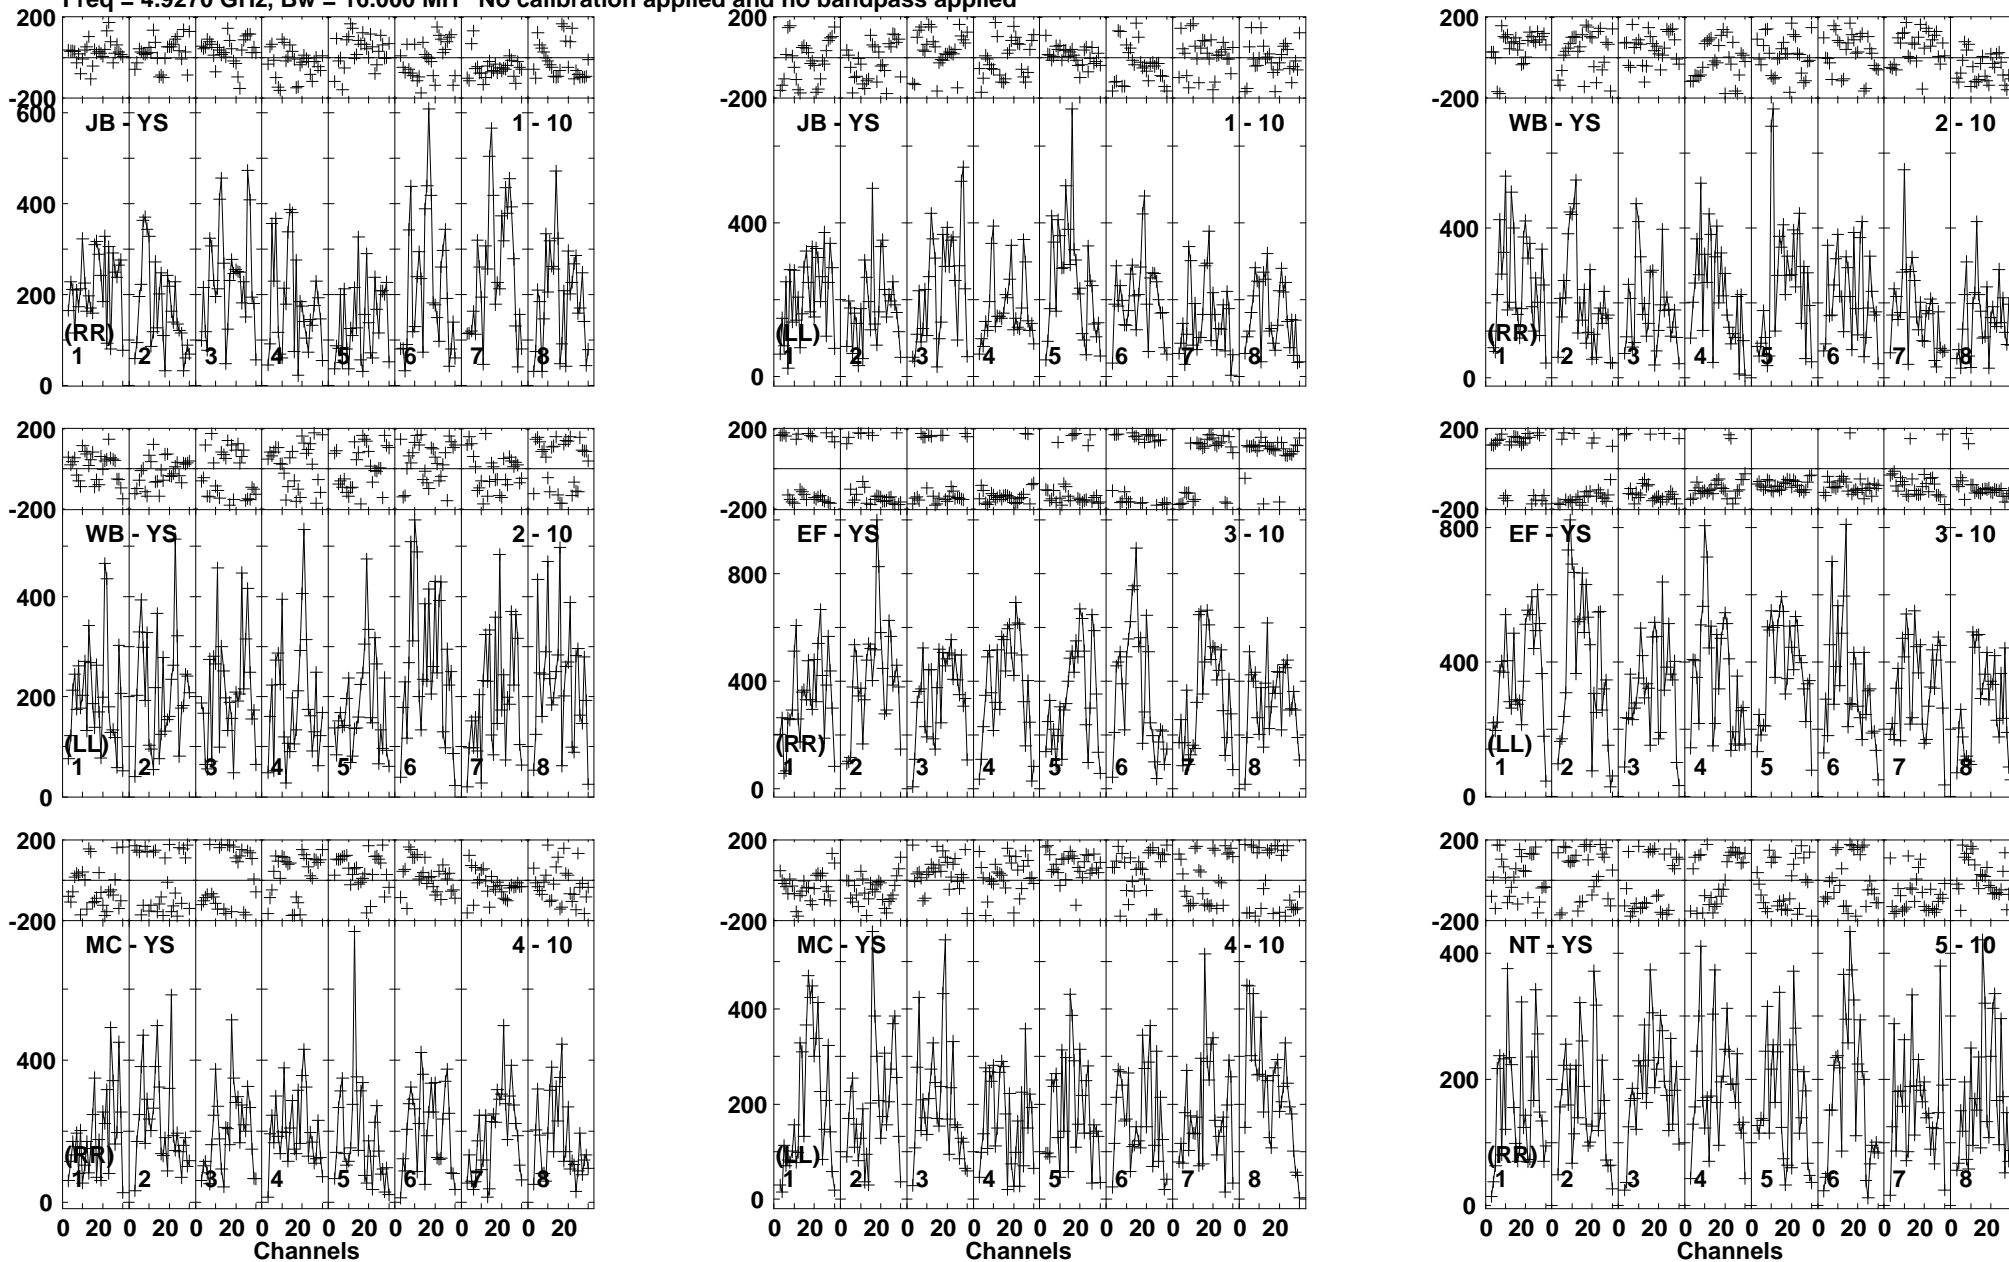 Freq = 4.9270 GHz, Bw = 16.000 MH No calibration applied and no bandpass applied
200 200 200
-200 -200 -200
600 JB - YS 1 - 10 JB - YS 1 - 10 WB - YS 2 - 10
400 400 400
200
(RR) (LL) (RR)
1 2 3 4 5 6 7 8 1 2 3 4 5 6 7 8 1 2 3 4 5 6 7 8
0 0 0
200 200 200
-200 -200 -200
WB - YS 2 - 10 EF - YS 3 - 10 800 EF - YS 3 - 10
400 800 400
200 400
(LL) (RR) (LL)
1 2 3 4 5 6 7 8 1 2 3 4 5 6 7 8 1 2 3 4 5 6 7 8
0 0 0
200 200 200
-200 -200 -200
MC - YS 4 - 10 MC - YS 4 - 10 NT - YS 5 - 10
400 400 400
200 200
(RR) (LL) (RR)
1 2 3 4 5 6 7 8 1 2 3 4 5 6 7 8 1 2 3 4 5 6 7 8
0 0 0
0 20 0 20 0 20 0 20 0 20 0 20 0 20 0 20 0 20 0 20 0 20 0 20 0 20 0 20 0 20 0 20 0 20 0 20 0 20 0 20 0 20 0 20 0 20 0 20
Channels Channels Channels